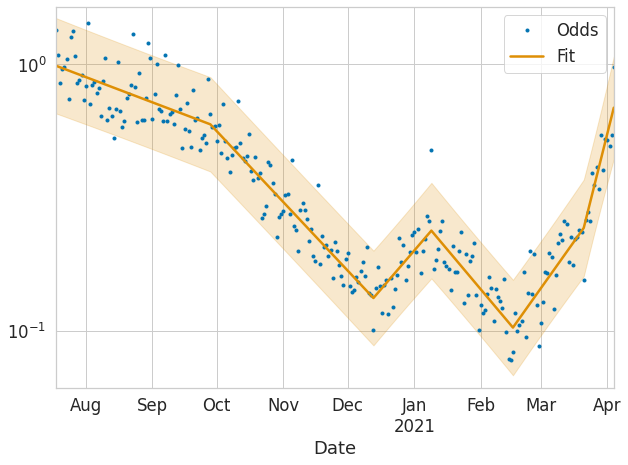 Odds
Fit
10⁰
10⁻¹
Aug Sep Oct Nov Dec Jan Feb Mar Apr
2021
Date